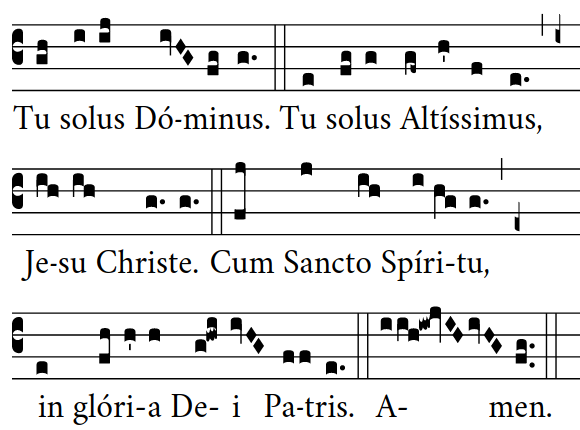 Tu solus Dó-minus. Tu solus Altíssimus,
Je-su Christe. Cum Sancto Spíri-tu,
in glóri-a De- i Pa-tris. A- men.